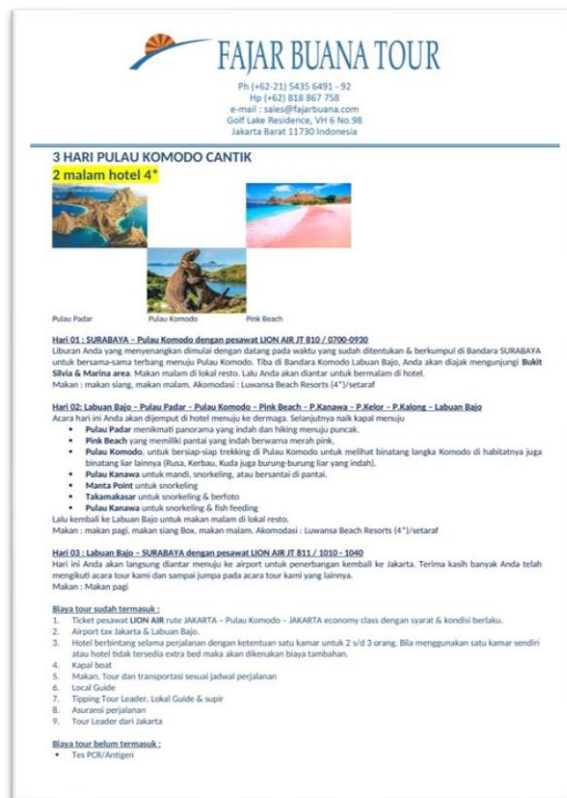 FAJAR BUANA TOUR
Ph (+62-21) 5435 6491 - 92
Hp (+62) 818 867 758
e-mail : sales@fajarbuana.com
Golf Lake Residence, VH 6 No.98
Jakarta Barat 11730 Indonesia
3 HARI PULAU KOMODO CANTIK
2 malam hotel 4*
Pulau Padar Pulau Komodo Pink Beach
Hari 01 : SURABAYA – Pulau Komodo dengan pesawat LION AIR JT 810 / 0700-0930
Liburan Anda yang menyenangkan dimulai dengan datang pada waktu yang sudah ditentukan & berkumpul di Bandara SURABAYA
untuk bersama-sama terbang menuju Pulau Komodo. Tiba di Bandara Komodo Labuan Bajo, Anda akan diajak mengunjungi Bukit
Silvia & Marina area. Makan malam di lokal resto. Lalu Anda akan diantar untuk bermalam di hotel.
Makan : makan siang, makan malam. Akomodasi : Luwansa Beach Resorts (4*)/setaraf
Hari 02: Labuan Bajo – Pulau Padar – Pulau Komodo – Pink Beach – P.Kanawa – P.Kelor – P.Kalong – Labuan Bajo
Acara hari ini Anda akan dijemput di hotel menuju ke dermaga. Selanjutnya naik kapal menuju
• Pulau Padar menikmati panorama yang indah dan hiking menuju puncak.
• Pink Beach yang memiliki pantai yang indah berwarna merah pink.
• Pulau Komodo, untuk bersiap-siap trekking di Pulau Komodo untuk melihat binatang langka Komodo di habitatnya juga
binatang liar lainnya (Rusa, Kerbau, Kuda juga burung-burung liar yang indah).
• Pulau Kanawa untuk mandi, snorkeling, atau bersantai di pantai.
• Manta Point untuk snorkeling
• Takamakasar untuk snorkeling & berfoto
• Pulau Kanawa untuk snorkeling & fish feeding
Lalu kembali ke Labuan Bajo untuk makan malam di lokal resto.
Makan : makan pagi, makan siang Box, makan malam. Akomodasi : Luwansa Beach Resorts (4*)/setaraf
Hari 03 : Labuan Bajo – SURABAYA dengan pesawat LION AIR JT 811 / 1010 - 1040
Hari ini Anda akan langsung diantar menuju ke airport untuk penerbangan kembali ke Jakarta. Terima kasih banyak Anda telah
mengikuti acara tour kami dan sampai jumpa pada acara tour kami yang lainnya.
Makan : Makan pagi
Biaya tour sudah termasuk :
1. Ticket pesawat LION AIR rute JAKARTA – Pulau Komodo – JAKARTA economy class dengan syarat & kondisi berlaku.
2. Airport tax Jakarta & Labuan Bajo.
3. Hotel berbintang selama perjalanan dengan ketentuan satu kamar untuk 2 s/d 3 orang. Bila menggunakan satu kamar sendiri
atau hotel tidak tersedia extra bed maka akan dikenakan biaya tambahan.
4. Kapal boat
5. Makan, Tour dan transportasi sesuai jadwal perjalanan
6. Local Guide
7. Tipping Tour Leader, Lokal Guide & supir
8. Asuransi perjalanan
9. Tour Leader dari Jakarta
Biaya tour belum termasuk :
• Tes PCR/Antigen